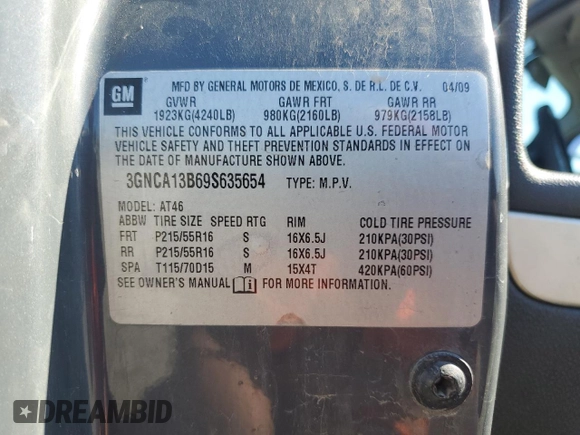 GM
MFD BY GENERAL MOTORS DE MEXICO, S. DE R.L. DE C.V. 04/09
GVWR GAWR FRT GAWR RR
1923KG(4240LB) 980KG(2160LB) 979KG(2158LB)
THIS VEHICLE CONFORMS TO ALL APPLICABLE U.S. FEDERAL MOTOR
VEHICLE SAFETY AND THEFT PREVENTION STANDARDS IN EFFECT ON
THE DATE OF MANUFACTURE SHOWN ABOVE.
3GNCA13B69S635654 TYPE: M.P.V.
MODEL: AT46
ABBW TIRE SIZE SPEED RTG RIM COLD TIRE PRESSURE
FRT P215/55R16 S 16X6.5J 210KPA(30PSI)
RR P215/55R16 S 16X6.5J 210KPA(30PSI)
SPA T115/70D15 M 15X4T 420KPA(60PSI)
SEE OWNER'S MANUAL i FOR MORE INFORMATION.
DREAMBID